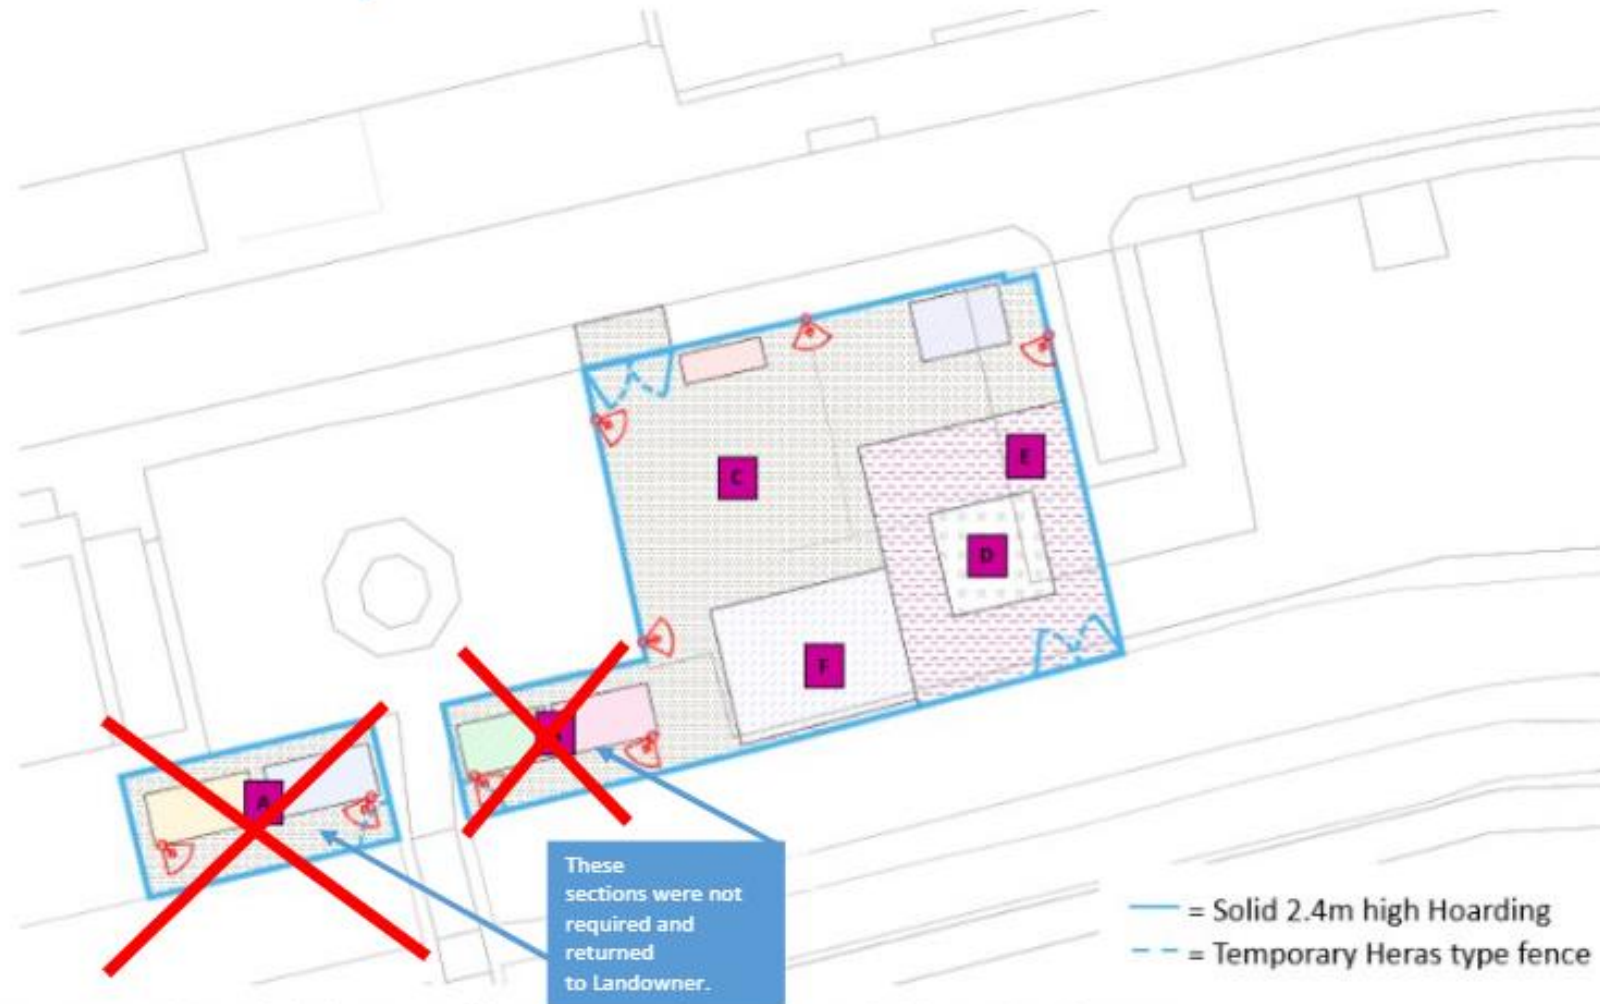 C
E
D
F
A
These
sections were not
required and
returned
to Landowner.
= Solid 2.4m high Hoarding
= Temporary Heras type fence